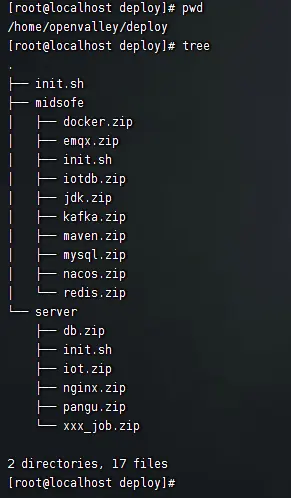 [root@localhost deploy]# pwd
/home/openvalley/deploy
[root@localhost deploy]# tree
.
├── init.sh
├── midsofe
│   ├── docker.zip
│   ├── emqx.zip
│   ├── init.sh
│   ├── iotdb.zip
│   ├── jdk.zip
│   ├── kafka.zip
│   ├── maven.zip
│   ├── mysql.zip
│   ├── nacos.zip
│   └── redis.zip
└── server
    ├── db.zip
    ├── init.sh
    ├── iot.zip
    ├── nginx.zip
    ├── pangu.zip
    └── xxx_job.zip

2 directories, 17 files
[root@localhost deploy]#